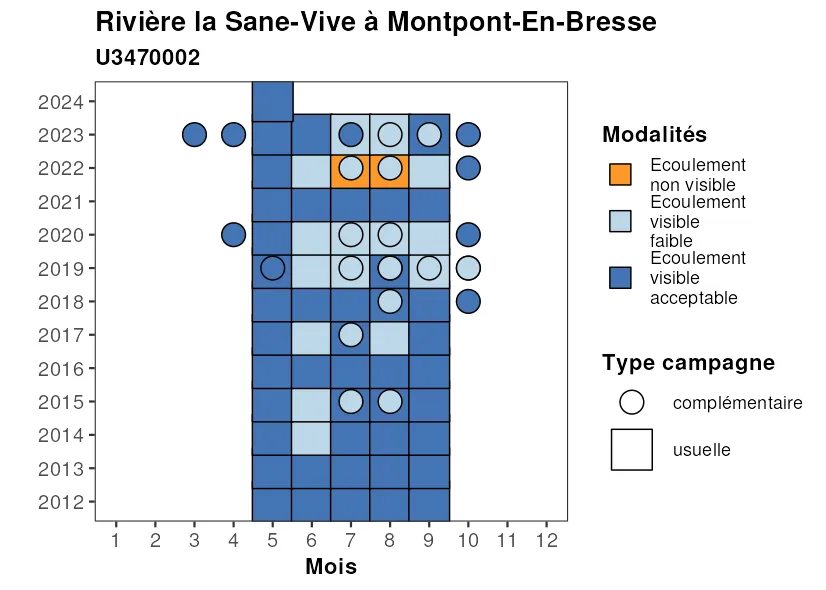 Rivière la Sane-Vive à Montpont-En-Bresse
U3470002
2024
2023
2022
2021
2020
2019
2018
2017
2016
2015
2014
2013
2012
1 2 3 4 5 6 7 8 9 10 11 12
Mois
Modalités
Ecoulement
non visible
Ecoulement
visible
faible
Ecoulement
visible
acceptable
Type campagne
complémentaire
usuelle